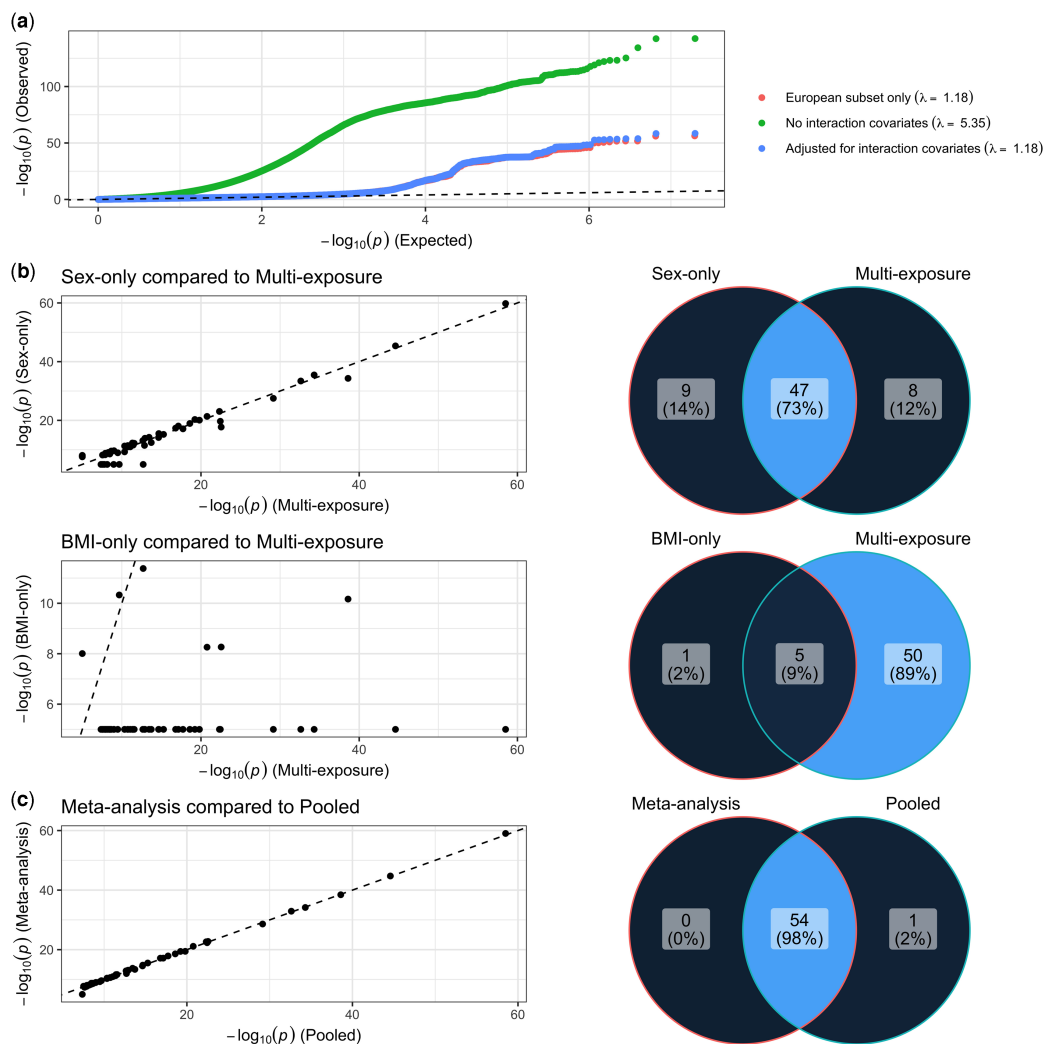 (a)
−log10(p) (Observed)
100
50
0
0 2 4 6
−log10(p) (Expected)
European subset only (λ = 1.18)
No interaction covariates (λ = 5.35)
Adjusted for interaction covariates (λ = 1.18)
(b)
Sex-only compared to Multi-exposure
−log10(p) (Sex-only)
60
40
20
20 40 60
−log10(p) (Multi-exposure)
Sex-only Multi-exposure
9 47 8
(14%) (73%) (12%)
BMI-only compared to Multi-exposure
−log10(p) (BMI-only)
10
8
6
20 40 60
−log10(p) (Multi-exposure)
BMI-only Multi-exposure
1 5 50
(2%) (9%) (89%)
(c)
Meta-analysis compared to Pooled
−log10(p) (Meta-analysis)
60
40
20
20 40 60
−log10(p) (Pooled)
Meta-analysis Pooled
0 54 1
(0%) (98%) (2%)